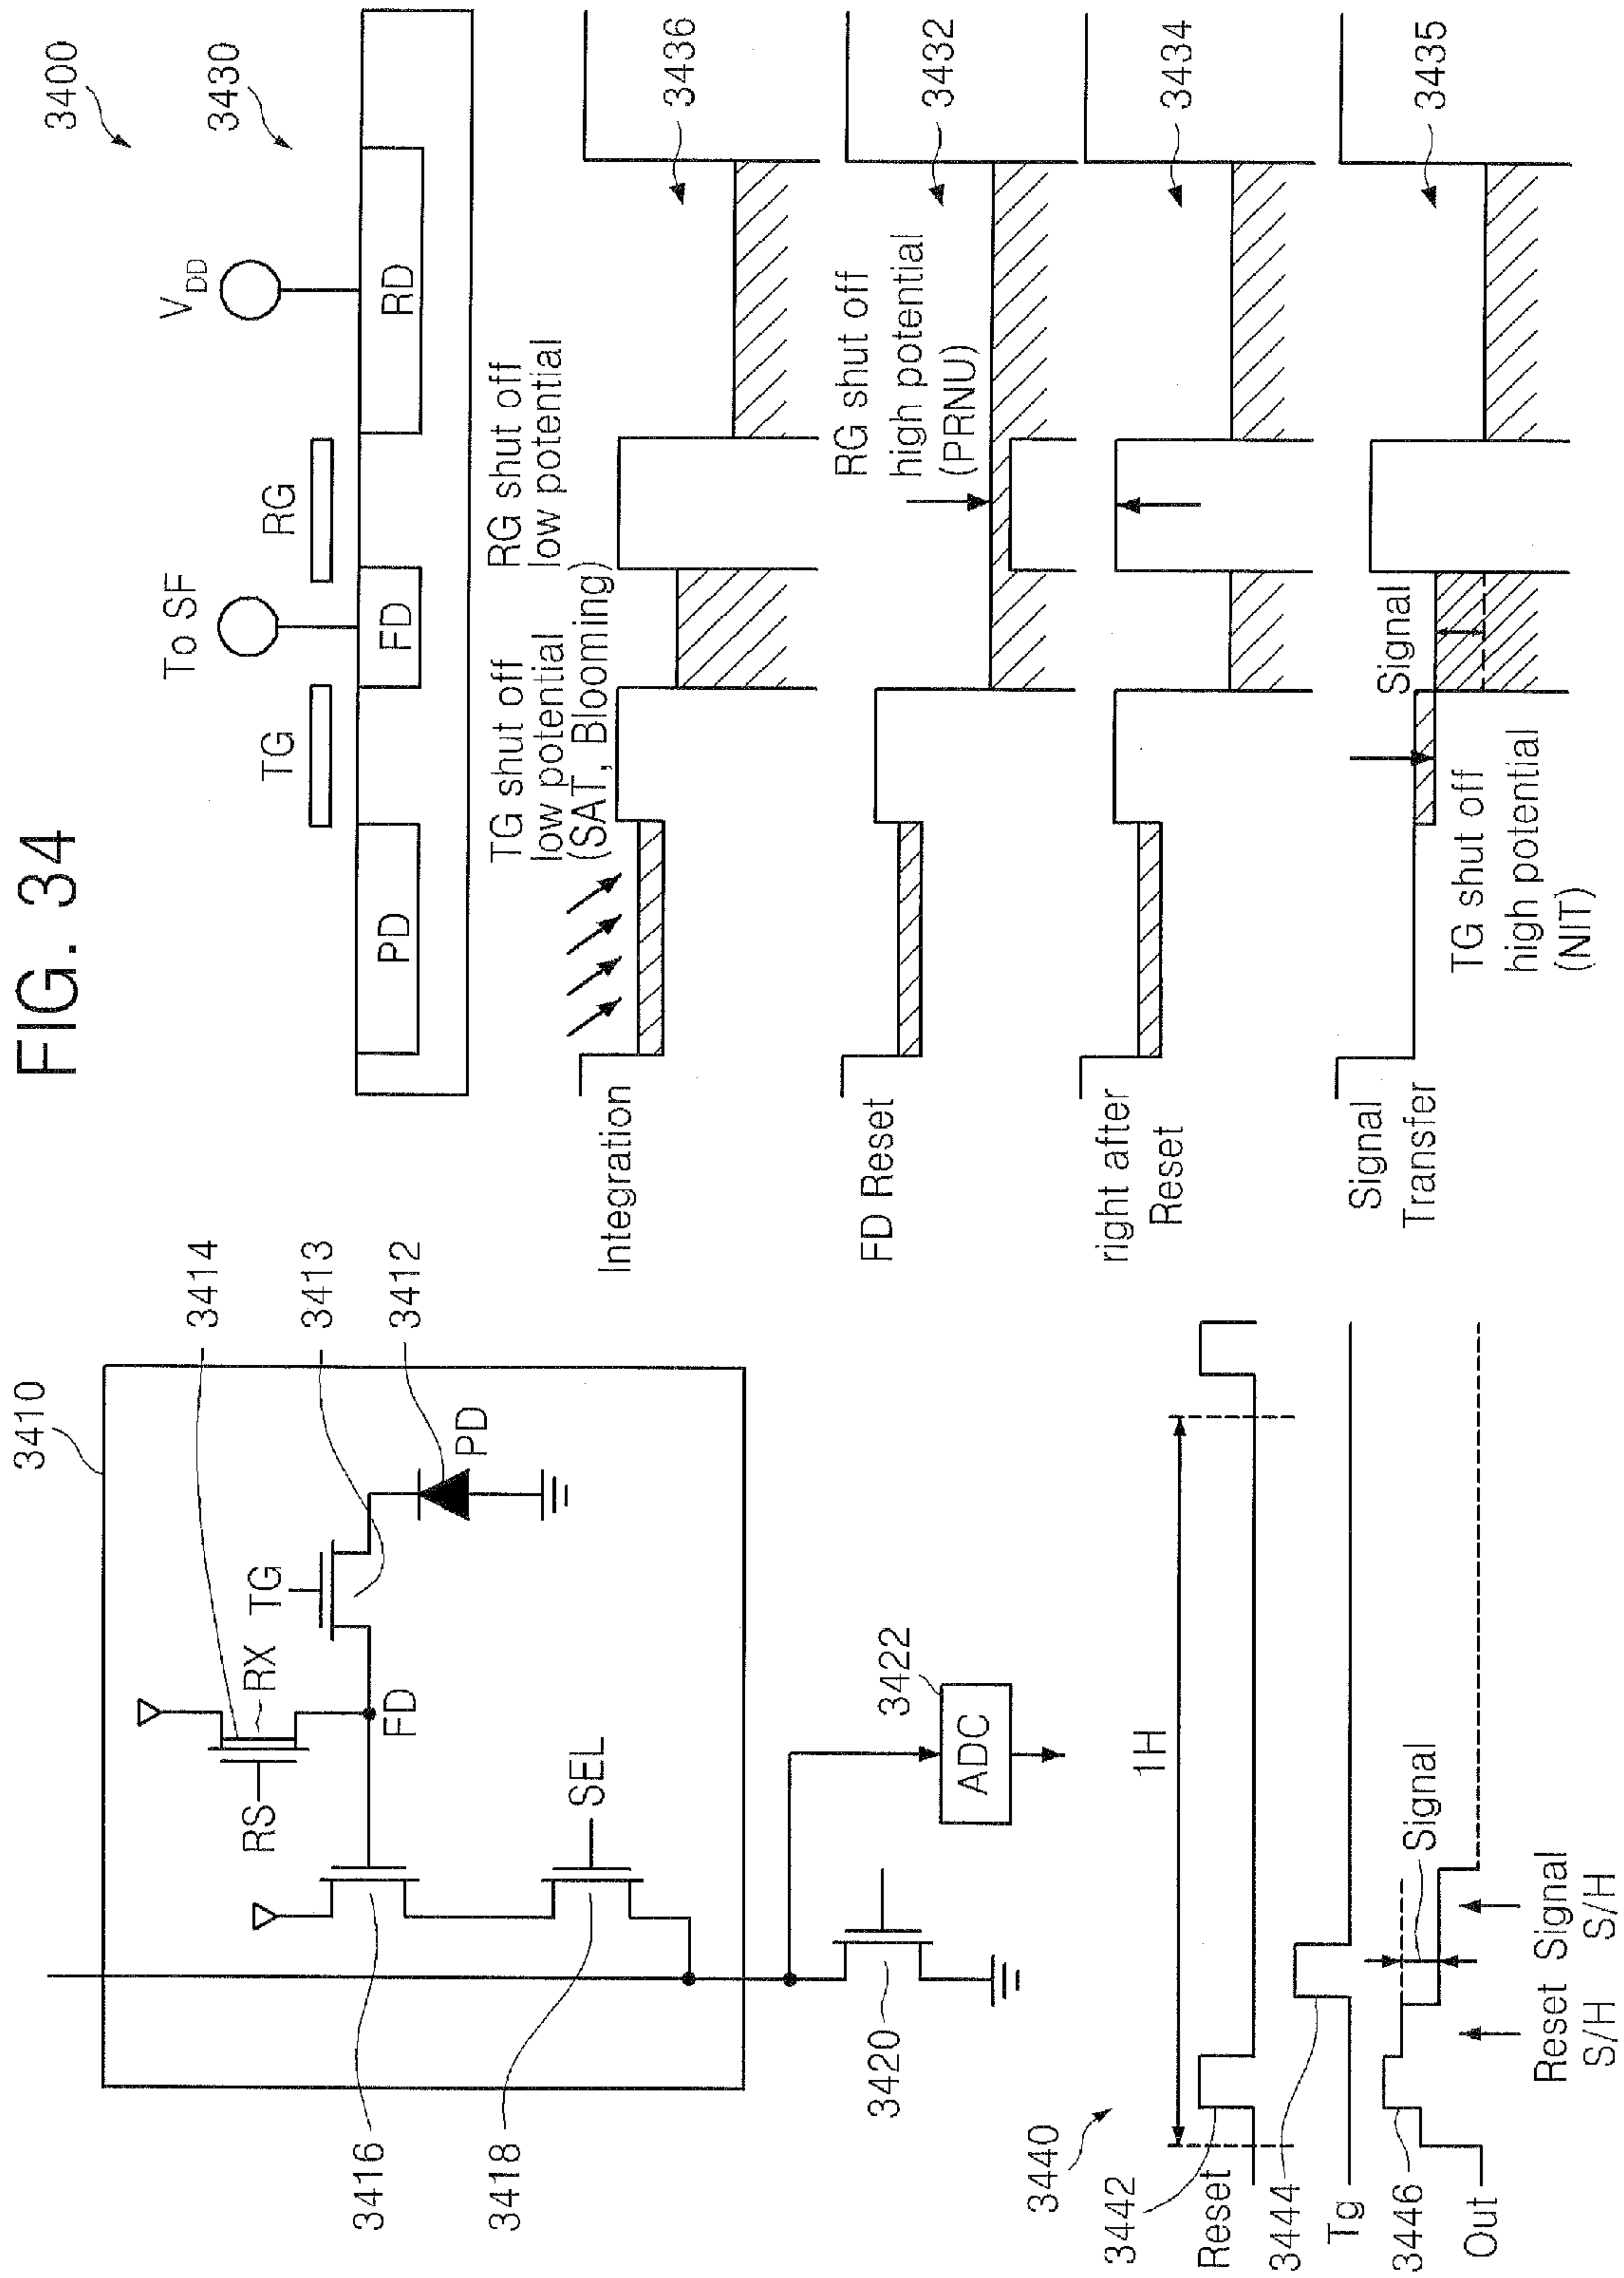 FIG. 34
3400
3410
3414
3413
3412
RX
RS
TG
PD
FD
SEL
3416
3418
3420
3422
ADC
3430
To SF
V DD
TG
RG
PD
FD
RD
Integration
TG shut off
low potential
(SAT, Blooming)
RG shut off
low potential
3436
FD Reset
RG shut off
high potential
(PRNU)
3432
right after
Reset
3434
Signal
Transfer
Signal
TG shut off
high potential
(NIT)
3435
3440
3442
Reset
1H
3444
Tg
3446
Out
Signal
Reset
S/H
Signal
S/H